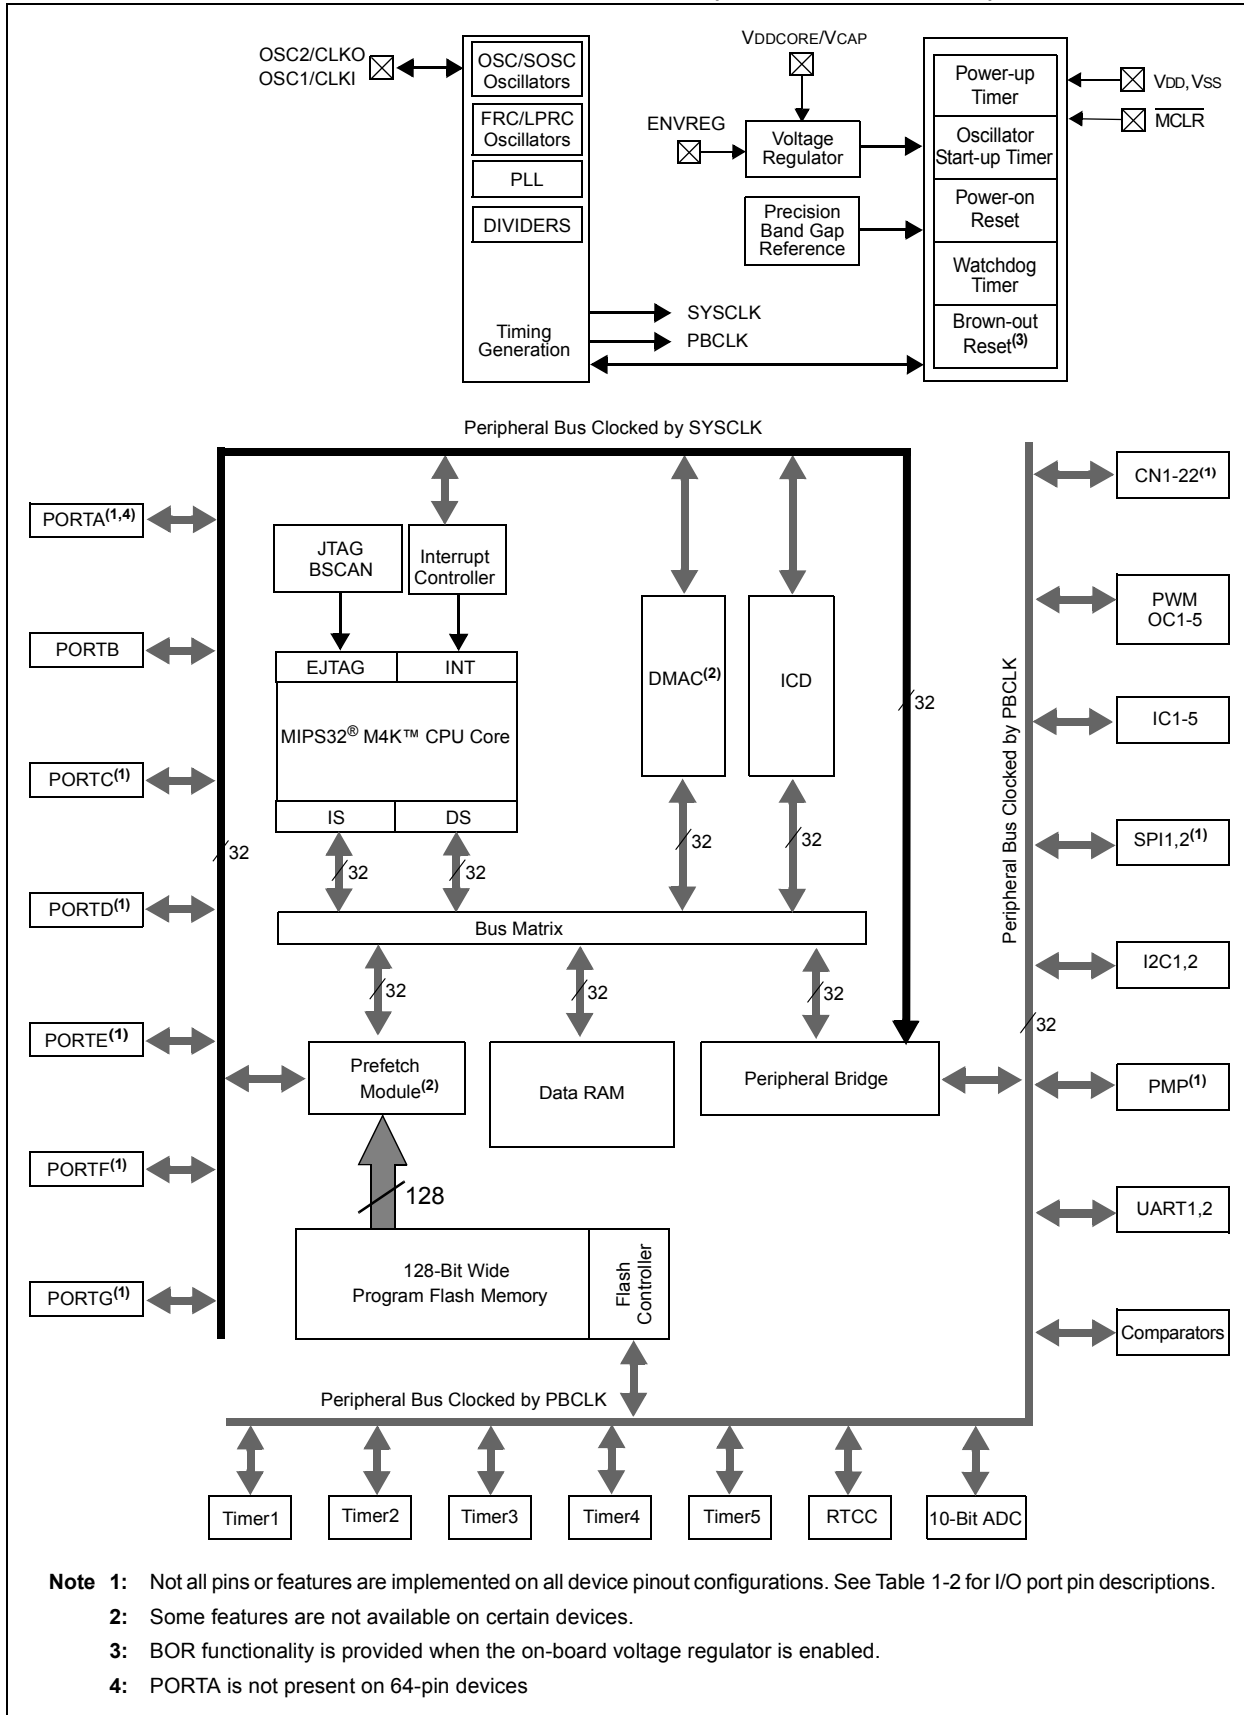 OSC2/CLKO
OSC1/CLKI
OSC/SOSC
Oscillators
FRC/LPRC
Oscillators
PLL
DIVIDERS
Timing
Generation
VDDCORE/VCAP
ENVREG
Voltage
Regulator
Precision
Band Gap
Reference
Power-up
Timer
Oscillator
Start-up Timer
Power-on
Reset
Watchdog
Timer
Brown-out
Reset(3)
VDD, VSS
MCLR
SYSCLK
PBCLK
Peripheral Bus Clocked by SYSCLK
PORTA(1,4)
PORTB
PORTC(1)
PORTD(1)
PORTE(1)
PORTF(1)
PORTG(1)
32
JTAG
BSCAN
Interrupt
Controller
EJTAG
INT
MIPS32® M4K™ CPU Core
IS
DS
32
32
DMAC(2)
ICD
32
32
32
Bus Matrix
32
32
32
Prefetch
Module(2)
Data RAM
Peripheral Bridge
128
128-Bit Wide
Program Flash Memory
Flash
Controller
Peripheral Bus Clocked by PBCLK
32
CN1-22(1)
PWM
OC1-5
IC1-5
SPI1,2(1)
I2C1,2
PMP(1)
UART1,2
Comparators
Peripheral Bus Clocked by PBCLK
Timer1
Timer2
Timer3
Timer4
Timer5
RTCC
10-Bit ADC
Note 1: Not all pins or features are implemented on all device pinout configurations. See Table 1-2 for I/O port pin descriptions.
2: Some features are not available on certain devices.
3: BOR functionality is provided when the on-board voltage regulator is enabled.
4: PORTA is not present on 64-pin devices